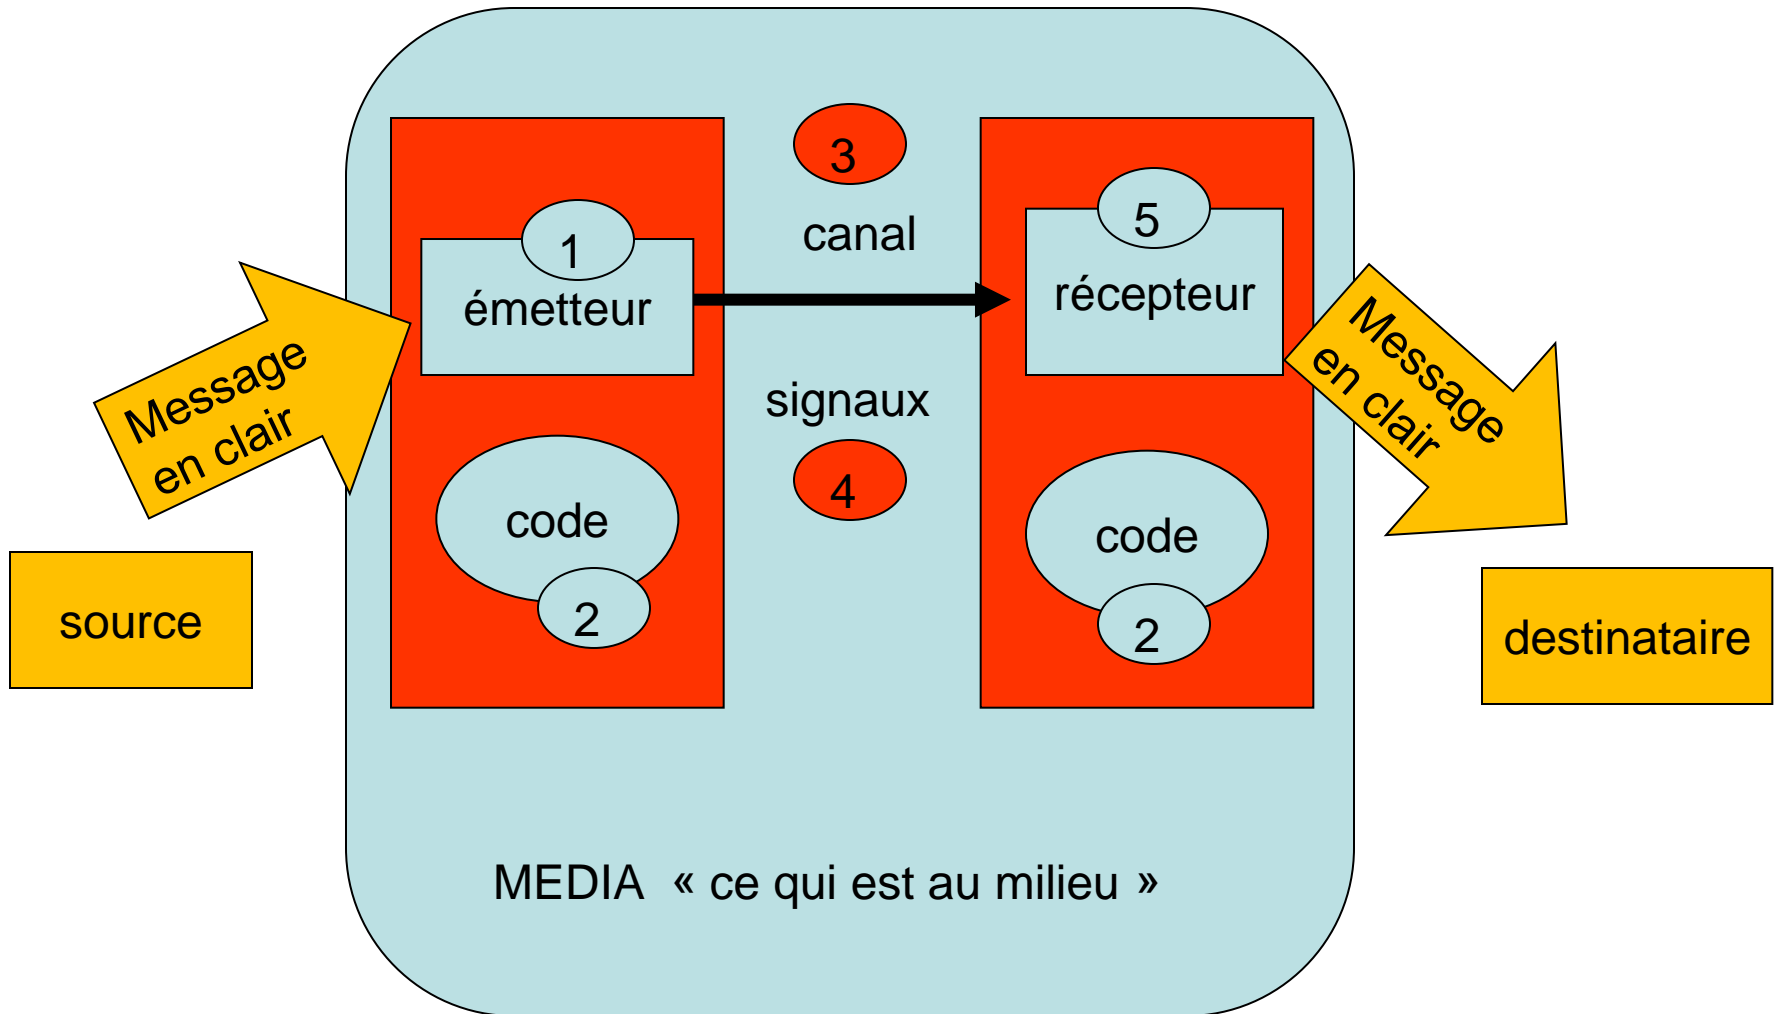 3
canal
1
émetteur
5
récepteur
Message
en clair
Message
en clair
signaux
4
code
2
code
2
source
destinataire
MEDIA « ce qui est au milieu »